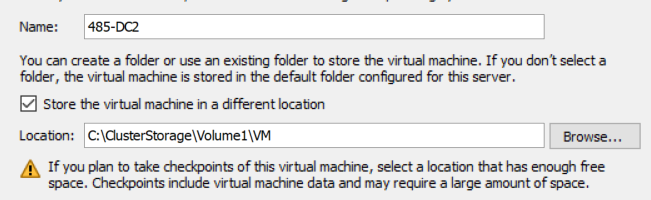 Name: 485-DC2
You can create a folder or use an existing folder to store the virtual machine. If you don't select a
folder, the virtual machine is stored in the default folder configured for this server.
Store the virtual machine in a different location
Location: C:\ClusterStorage\Volume1\VM Browse...
If you plan to take checkpoints of this virtual machine, select a location that has enough free
space. Checkpoints include virtual machine data and may require a large amount of space.